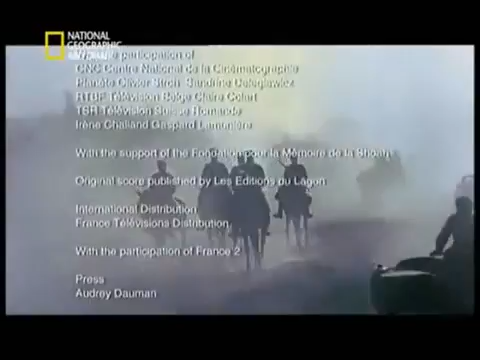 NATIONAL
GEOGRAPHIC
participation of
CNC Centre National de la Cinématographie
Planète Olivier Stroh Sandrine Delegiewicz
RTBF Télévision Belge Claire Colart
TSR Télévision Suisse Romande
Irène Challand Gaspard Lamunière
With the support of the Fondation pour la Mémoire de la Shoah
Original score published by Les Editions du Lagon
International Distribution
France Télévisions Distribution
With the participation of France 2
Press
Audrey Dauman